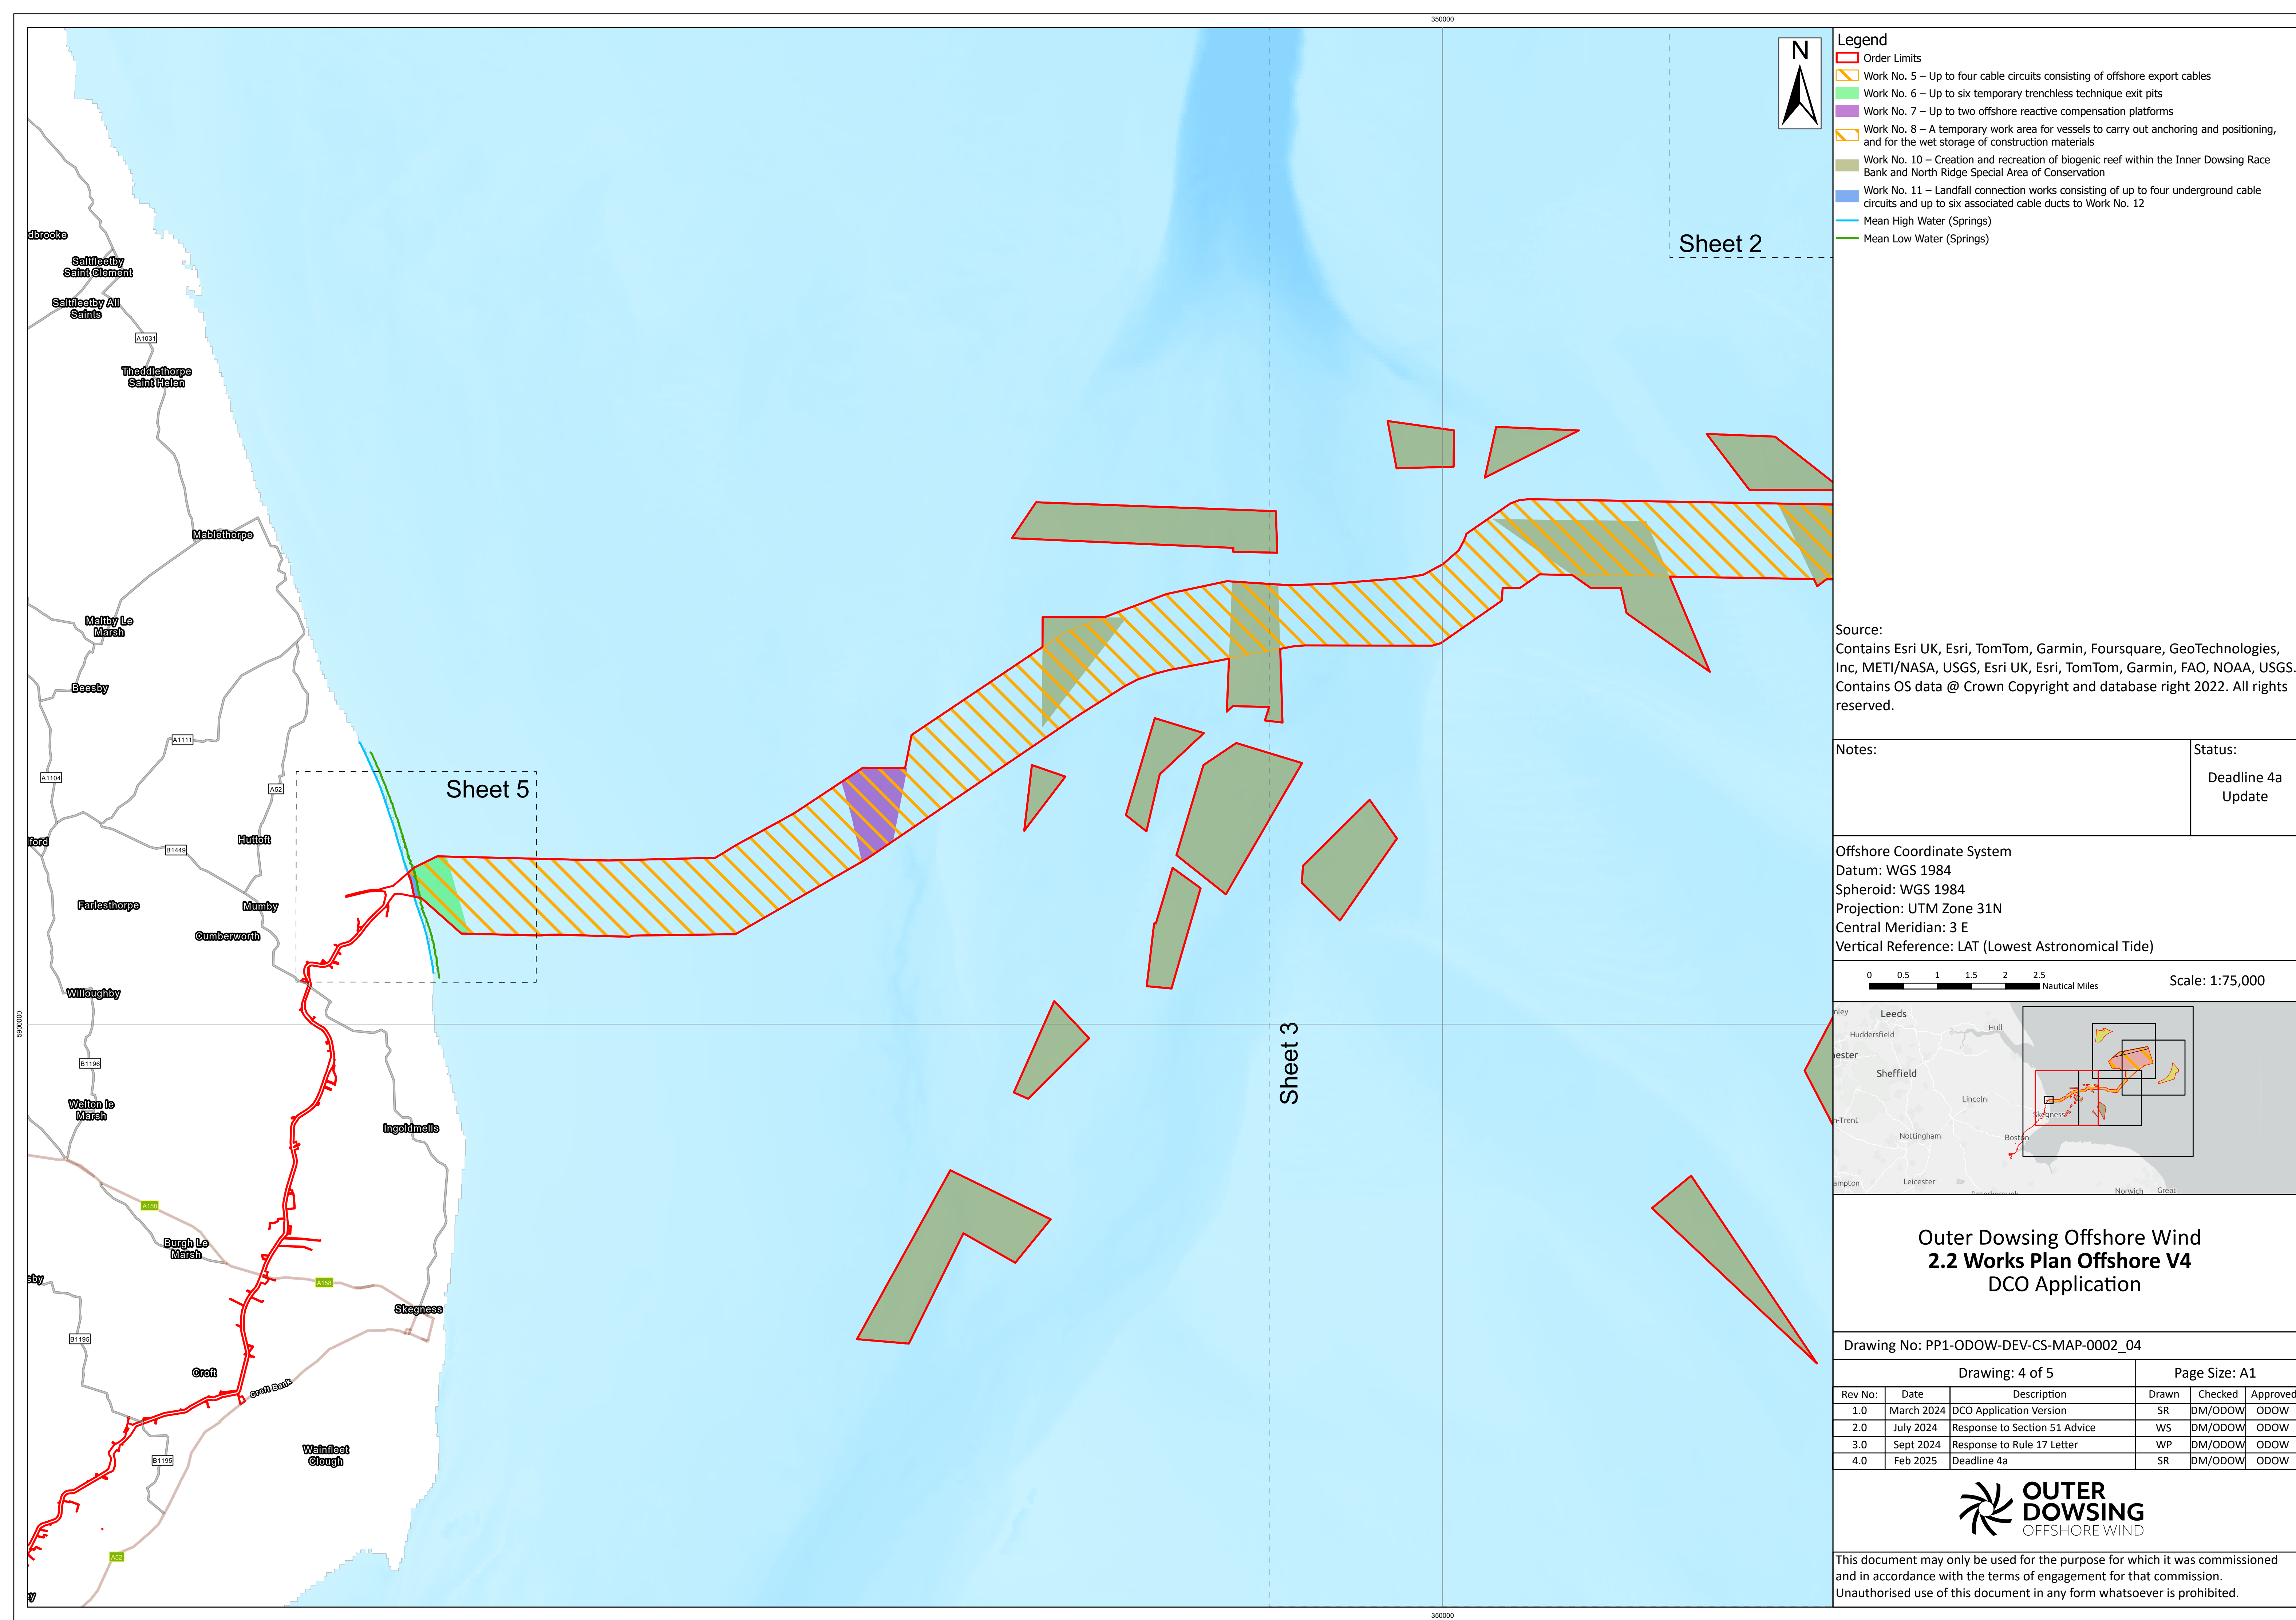 350000
N
Sheet 2
Sheet 5
Sheet 3
5900000
350000
dbrooke
Saltfleetby
Saint Clement
Saltfleetby All
Saints
A1031
Theddlethorpe
Saint Helen
Mablethorpe
Maltby Le
Marsh
Beesby
A1111
A1104
A52
lford
Huttoft
B1449
Farlesthorpe
Mumby
Cumberworth
Willoughby
B1196
Welton le
Marsh
Ingoldmells
A158
Burgh Le
Marsh
sby
A158
Skegness
B1195
Croft
Croft Bank
Wainfleet
Clough
B1195
A52
y
Legend
Order Limits
Work No. 5 – Up to four cable circuits consisting of offshore export cables
Work No. 6 – Up to six temporary trenchless technique exit pits
Work No. 7 – Up to two offshore reactive compensation platforms
Work No. 8 – A temporary work area for vessels to carry out anchoring and positioning,
and for the wet storage of construction materials
Work No. 10 – Creation and recreation of biogenic reef within the Inner Dowsing Race
Bank and North Ridge Special Area of Conservation
Work No. 11 – Landfall connection works consisting of up to four underground cable
circuits and up to six associated cable ducts to Work No. 12
Mean High Water (Springs)
Mean Low Water (Springs)
Source:
Contains Esri UK, Esri, TomTom, Garmin, Foursquare, GeoTechnologies,
Inc, METI/NASA, USGS, Esri UK, Esri, TomTom, Garmin, FAO, NOAA, USGS.
Contains OS data @ Crown Copyright and database right 2022. All rights
reserved.
Notes:
Status:
Deadline 4a
Update
Offshore Coordinate System
Datum: WGS 1984
Spheroid: WGS 1984
Projection: UTM Zone 31N
Central Meridian: 3 E
Vertical Reference: LAT (Lowest Astronomical Tide)
0 0.5 1 1.5 2 2.5
Nautical Miles
Scale: 1:75,000
nley
Leeds
Hull
Huddersfield
hester
Sheffield
Lincoln
Skegness
n-Trent
Nottingham
Boston
ampton
Leicester
Norwich
Great
Outer Dowsing Offshore Wind
2.2 Works Plan Offshore V4
DCO Application
Drawing No: PP1-ODOW-DEV-CS-MAP-0002_04
Drawing: 4 of 5 Page Size: A1
Rev No: Date Description Drawn Checked Approved
1.0 March 2024 DCO Application Version SR DM/ODOW ODOW
2.0 July 2024 Response to Section 51 Advice WS DM/ODOW ODOW
3.0 Sept 2024 Response to Rule 17 Letter WP DM/ODOW ODOW
4.0 Feb 2025 Deadline 4a SR DM/ODOW ODOW
OUTER
DOWSING
OFFSHORE WIND
This document may only be used for the purpose for which it was commissioned
and in accordance with the terms of engagement for that commission.
Unauthorised use of this document in any form whatsoever is prohibited.